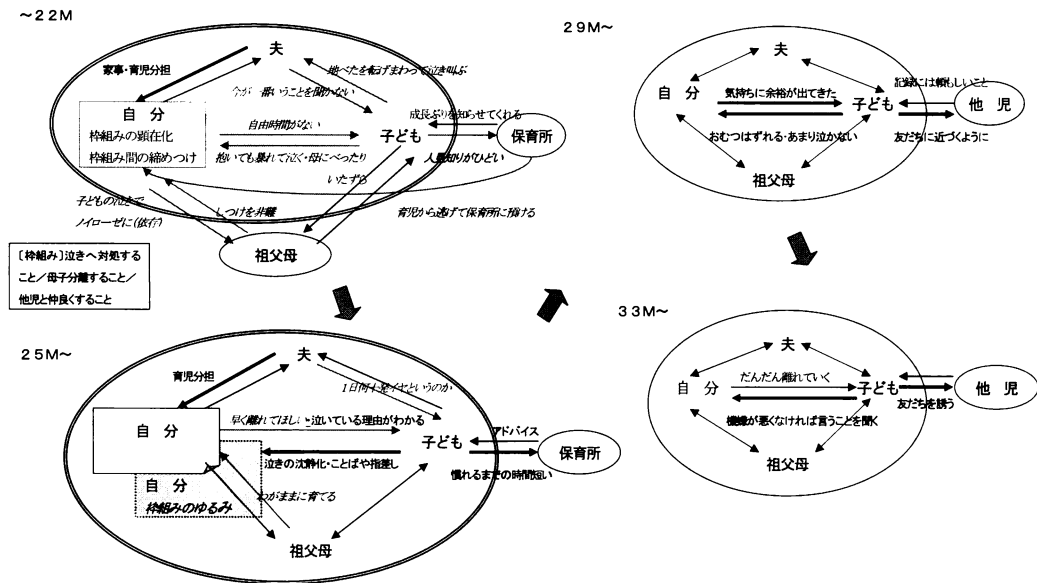 ～22M
夫
家事・育児分担
地べたを転げまわって泣き叫ぶ
今が一番いうことを聞かない
自分
枠組みの顕在化
枠組み間の締めつけ
自由時間がない
抱いても暴れて泣く・母にべったり
子ども
成長ぶりを知らせてくれる
保育所
人見知りがひどい
いたずら
子どもの泣きで
ノイローゼに(依存)
しつけを非難
育児から逃げて保育所に預ける
祖父母
［枠組み］泣きへ対処する
こと／母子分離すること／
他児と仲良くすること
25M～
夫
育児分担
自分
早く離れてほしい
泣いている理由がわかる
子ども
アドバイス
保育所
泣きの沈静化・ことばや指差し
慣れるまでの時間短い
自分
枠組みのゆるみ
わがままに育てる
祖父母
29M～
夫
自分
気持ちに余裕が出てきた
子ども
記録には頼もしいこと
他児
おむつはずれる・あまり泣かない
友だちに近づくように
祖父母
33M～
夫
自分
だんだん離れていく
子ども
他児
機嫌が悪くなければ言うことを聞く
友だちを誘う
祖父母